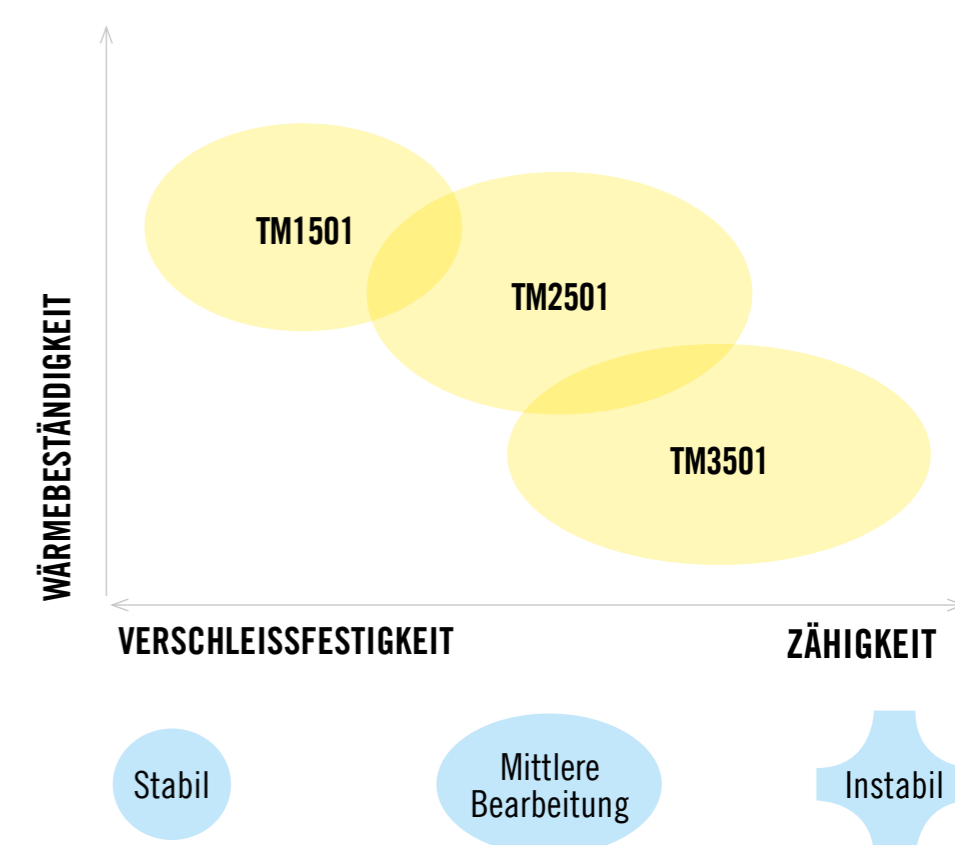 TM1501
TM2501
TM3501
WÄRMEBESTÄNDIGKEIT
VERSCHLEISSFESTIGKEIT
ZÄHIGKEIT
Stabil
Mittlere
Bearbeitung
Instabil